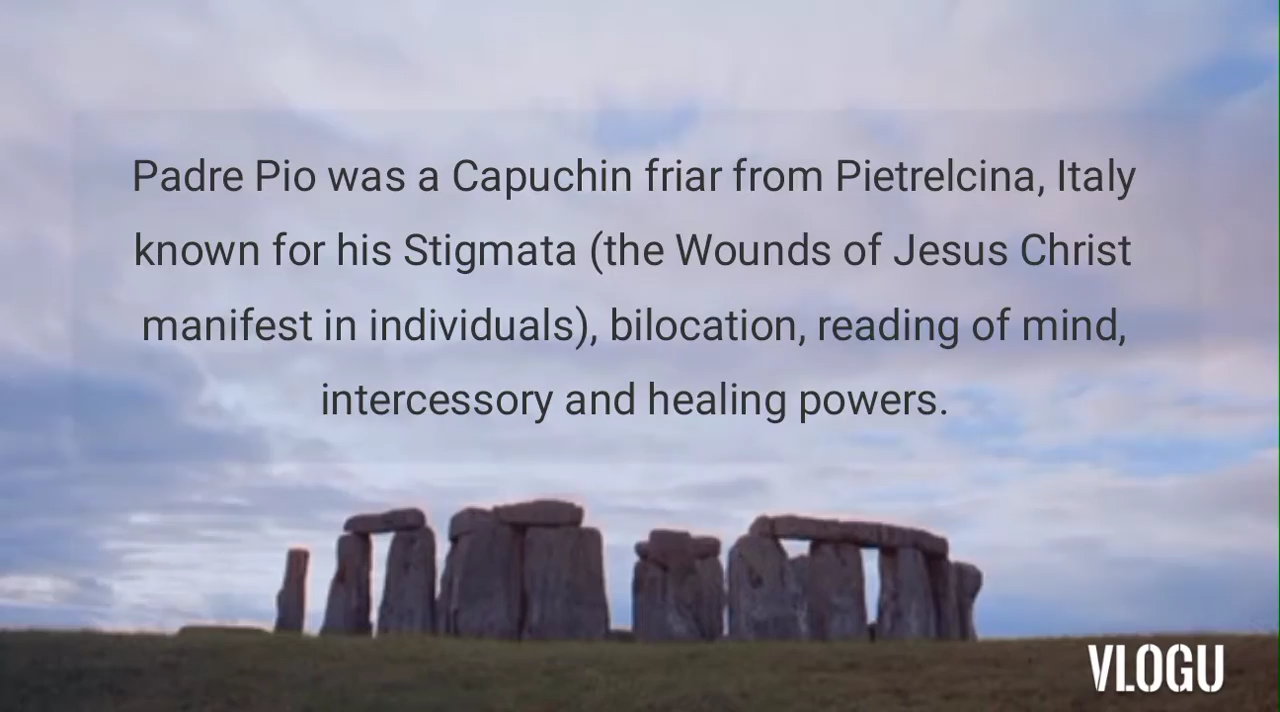 Padre Pio was a Capuchin friar from Pietrelcina, Italy
known for his Stigmata (the Wounds of Jesus Christ
manifest in individuals), bilocation, reading of mind,
intercessory and healing powers.
VLOGU